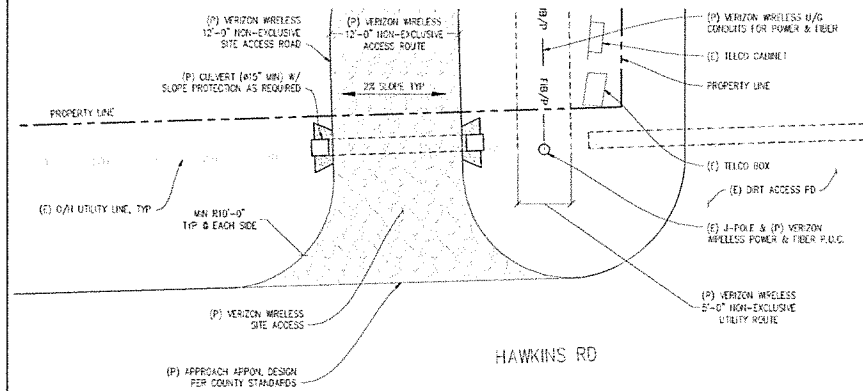 (P) VERIZON WIRELESS
12'-0" NON-EXCLUSIVE
SITE ACCESS ROAD
(P) VERIZON WIRELESS
12'-0" NON-EXCLUSIVE
ACCESS ROUTE
(P) VERIZON WIRELESS U/G
CONDUITS FOR POWER & FIBER
(E) TELCO CABINET
(P) CULVERT (ø15" MIN) W/
SLOPE PROTECTION AS REQUIRED
2% SLOPE TYP
FIB/P
FIB/P
PROPERTY LINE
PROPERTY LINE
(E) TELCO BOX
(E) DIRT ACCESS RD
(E) O/H UTILITY LINE, TYP
MIN R10'-0"
TYP @ EACH SIDE
(E) J-POLE & (P) VERIZON
WIRELESS POWER & FIBER P.O.C.
(P) VERIZON WIRELESS
SITE ACCESS
(P) VERIZON WIRELESS
5'-0" NON-EXCLUSIVE
UTILITY ROUTE
HAWKINS RD
(P) APPROACH APRON, DESIGN
PER COUNTY STANDARDS